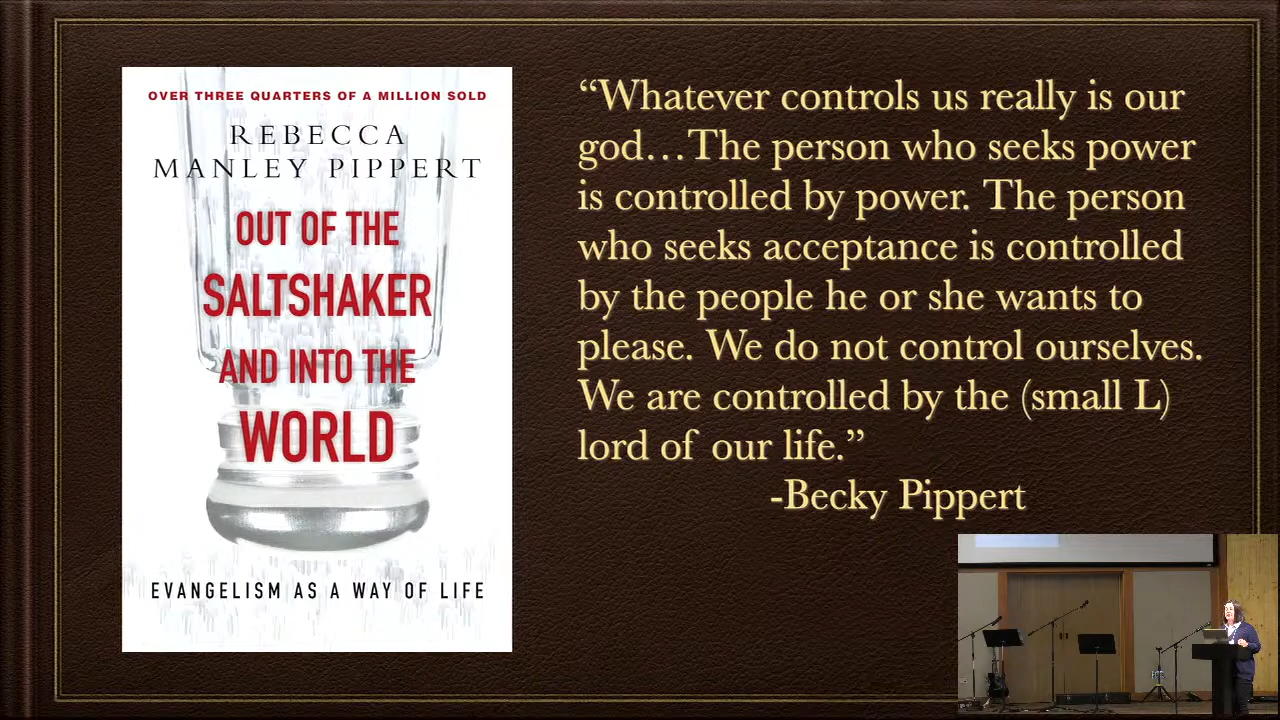 OVER THREE QUARTERS OF A MILLION SOLD
REBECCA
MANLEY PIPPERT
OUT OF THE
SALTSHAKER
AND INTO THE
WORLD
EVANGELISM AS A WAY OF LIFE
“Whatever controls us really is our
god…The person who seeks power
is controlled by power. The person
who seeks acceptance is controlled
by the people he or she wants to
please. We do not control ourselves.
We are controlled by the (small L)
lord of our life.”
-Becky Pippert